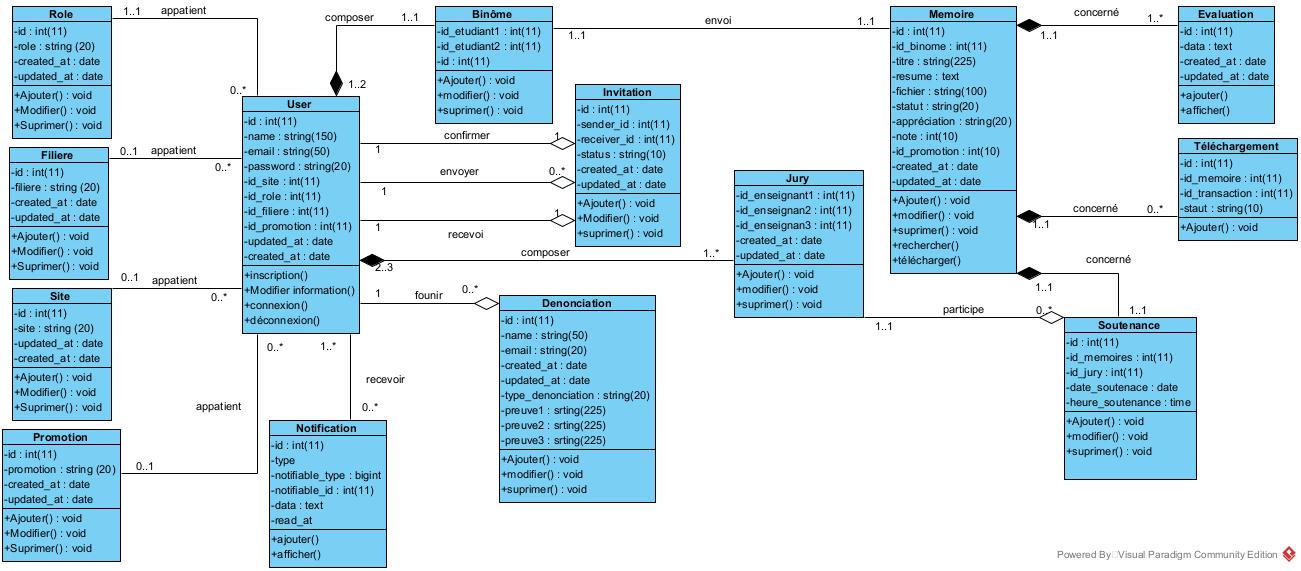 Role
-id : int(11)
-role : string (20)
-created_at : date
-updated_at : date
+Ajouter() : void
+Modifier() : void
+Suprimer() : void
1..1
appatient
0..*
Filiere
-id : int(11)
-filiere : string (20)
-created_at : date
-updated_at : date
+Ajouter() : void
+Modifier() : void
+Suprimer() : void
0..1
appatient
0..*
Site
-id : int(11)
-site : string (20)
-updated_at : date
-created_at : date
+Ajouter() : void
+Modifier() : void
+Suprimer() : void
0..1
appatient
0..*
Promotion
-id : int(11)
-promotion : string (20)
-created_at : date
-updated_at : date
+Ajouter() : void
+Modifier() : void
+Suprimer() : void
0..1
appatient
0..*
User
-id : int(11)
-name : string(150)
-email : string(50)
-password : string(20)
-id_site : int(11)
-id_role : int(11)
-id_filiere : int(11)
-id_promotion : int(11)
-updated_at : date
-created_at : date
+inscription()
+Modifier information()
+connexion()
+déconnexion()
1..*
recevoir
0..*
Notification
-id : int(11)
-type
-notifiable_type : bigint
-notifiable_id : int(11)
-data : text
-read_at
+ajouter()
+afficher()
composer
1..1
1..2
Binôme
-id_etudiant1 : int(11)
-id_etudiant2 : int(11)
-id : int(11)
+Ajouter() : void
+modifier() : void
+suprimer() : void
1..1
envoi
1..1
confirmer
1
1
envoyer
1
0..*
recevoi
1
1
Invitation
-id : int(11)
-sender_id : int(11)
-receiver_id : int(11)
-status : string(10)
-created_at : date
-updated_at : date
+Ajouter() : void
+Modifier() : void
+suprimer() : void
2..3
composer
1..*
Jury
-id_enseignant1 : int(11)
-id_enseignan2 : int(11)
-id_enseignan3 : int(11)
-created_at : date
-updated_at : date
+Ajouter() : void
+modifier() : void
+suprimer() : void
1
founir
0..*
Denonciation
-id : int(11)
-name : string(50)
-email : string(20)
-created_at : date
-updated_at : date
-type_denonciation : string(20)
-preuve1 : srting(225)
-preuve2 : srting(225)
-preuve3 : srting(225)
+Ajouter() : void
+modifier() : void
+suprimer() : void
Memoire
-id : int(11)
-id_binome : int(11)
-titre : string(225)
-resume : text
-fichier : string(100)
-statut : string(20)
-appréciation : string(20)
-note : int(10)
-id_promotion : int(10)
-created_at : date
-updated_at : date
+Ajouter() : void
+modifier() : void
+suprimer() : void
+rechercher()
+télécharger()
concerné
1..1
1..*
Evaluation
-id : int(11)
-data : text
-created_at : date
-updated_at : date
+ajouter()
+afficher()
concerné
1..1
0..*
Téléchargement
-id : int(11)
-id_memoire : int(11)
-id_transaction : int(11)
-staut : string(10)
+Ajouter() : void
concerné
1..1
1..1
participe
1..1
0..*
Soutenance
-id : int(11)
-id_memoires : int(11)
-id_jury : int(11)
-date_soutenace : date
-heure_soutenance : time
+Ajouter() : void
+modifier() : void
+suprimer() : void
Powered By Visual Paradigm Community Edition